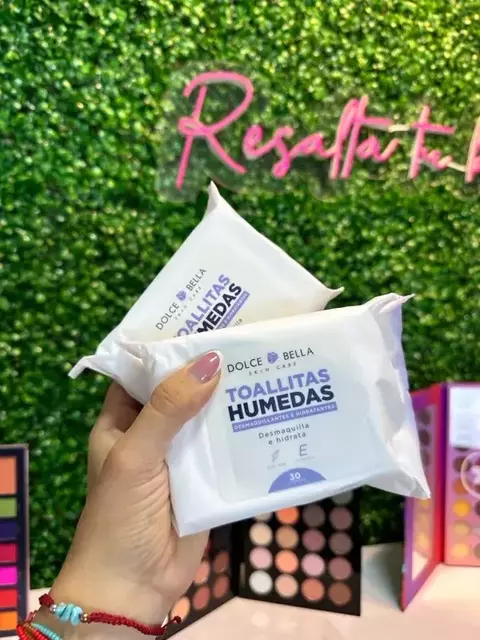 Resalta tu
DOLCE BELLA
SKIN CARE
TOALLITAS
HUMEDAS
DOLCE BELLA
SKIN CARE
TOALLITAS
HUMEDAS
DESMAQUILLANTES E HIDRATANTES
Desmaquilla
e hidrata
E
30